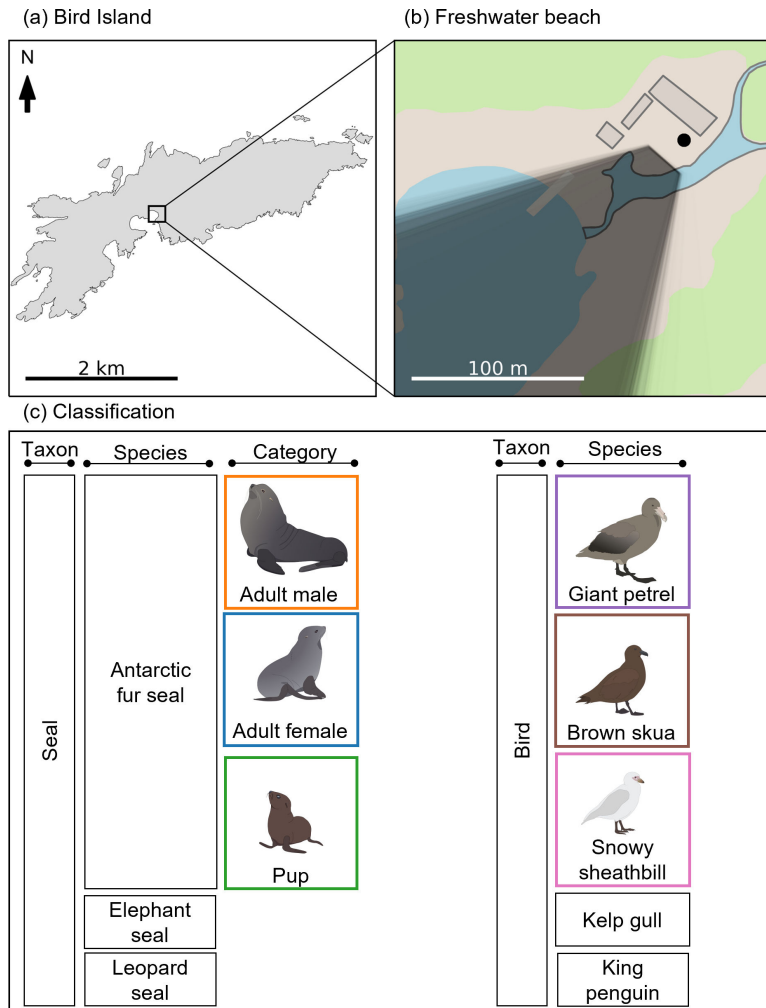 (a) Bird Island
(b) Freshwater beach
N
2 km
100 m
(c) Classification
Taxon
Species
Category
Taxon
Species
Seal
Antarctic
fur seal
Adult male
Adult female
Pup
Elephant
seal
Leopard
seal
Bird
Giant petrel
Brown skua
Snowy
sheathbill
Kelp gull
King
penguin